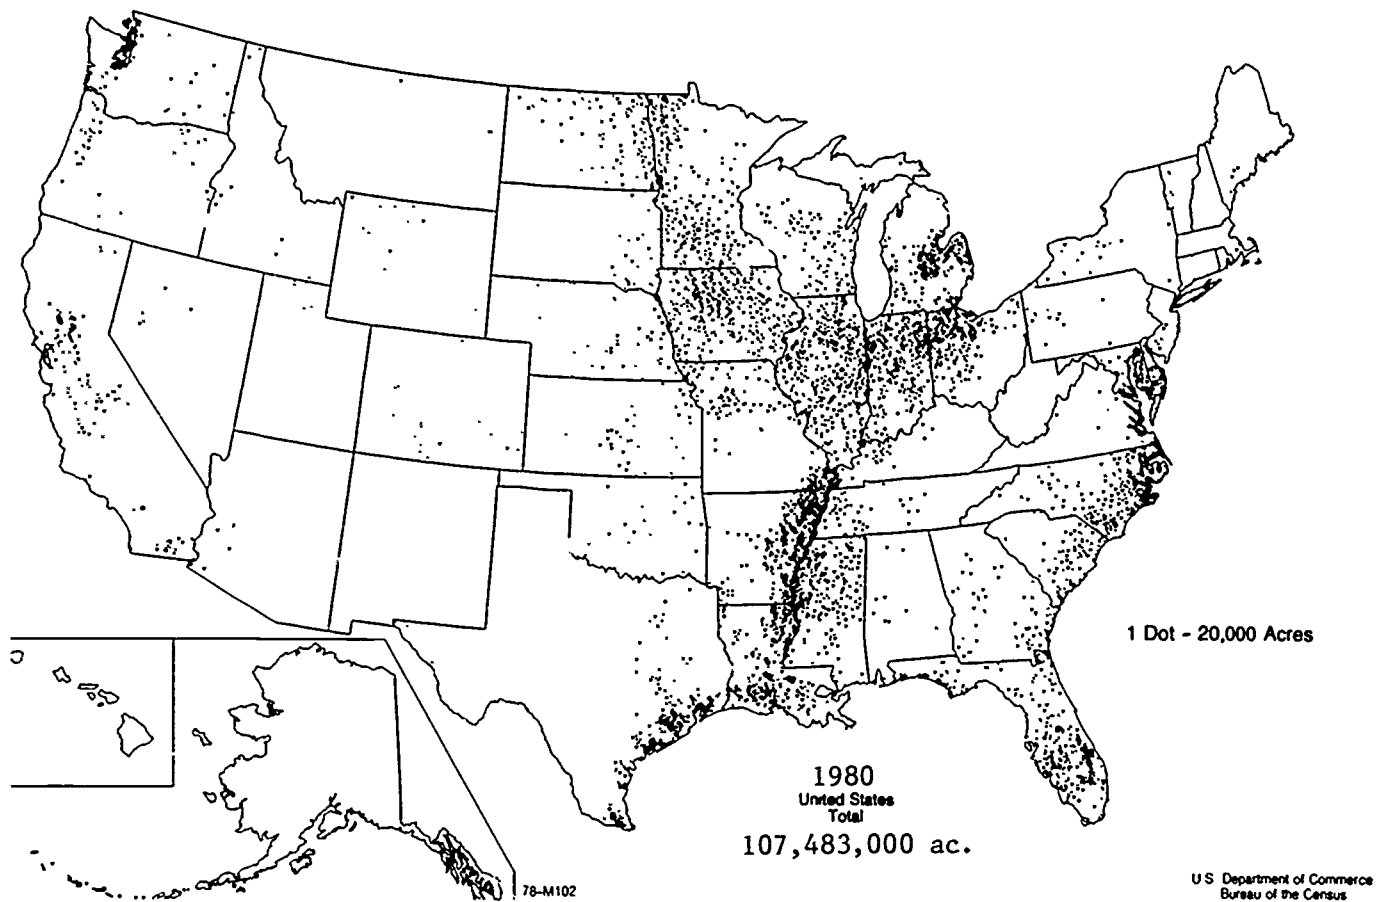 1 Dot - 20,000 Acres
1980
United States
Total
107,483,000 ac.
78-M102
U S Department of Commerce
Bureau of the Census